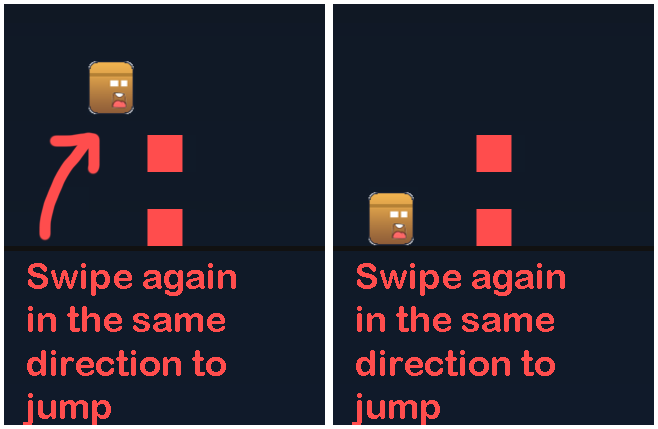 Swipe again
in the same
direction to
jump
Swipe again
in the same
direction to
jump